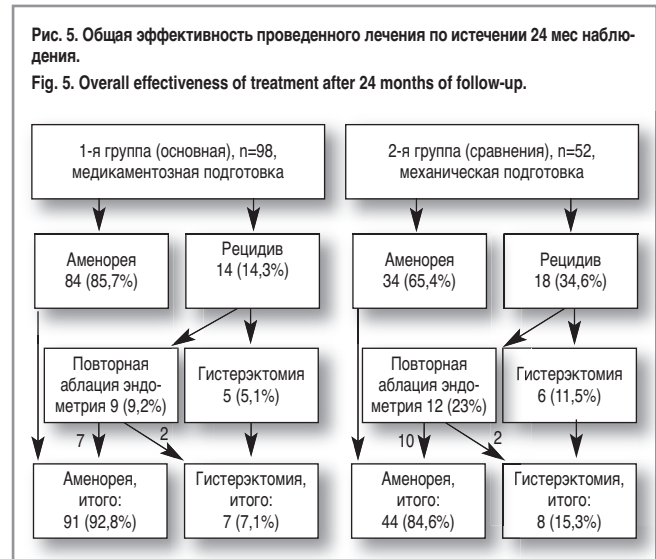 Рис. 5. Общая эффективность проведенного лечения по истечении 24 мес наблю-
дения.
Fig. 5. Overall effectiveness of treatment after 24 months of follow-up.
1-я группа (основная), n=98,
медикаментозная подготовка
2-я группа (сравнения), n=52,
механическая подготовка
Аменорея
84 (85,7%)
Рецидив
14 (14,3%)
Аменорея
34 (65,4%)
Рецидив
18 (34,6%)
Повторная
аблация эндо-
метрия 9 (9,2%)
Гистерэктомия
5 (5,1%)
Повторная
аблация эндо-
метрия 12 (23%)
Гистерэктомия
6 (11,5%)
7
2
10
2
Аменорея,
итого:
91 (92,8%)
Гистерэктомия,
итого:
7 (7,1%)
Аменорея,
итого:
44 (84,6%)
Гистерэктомия,
итого:
8 (15,3%)